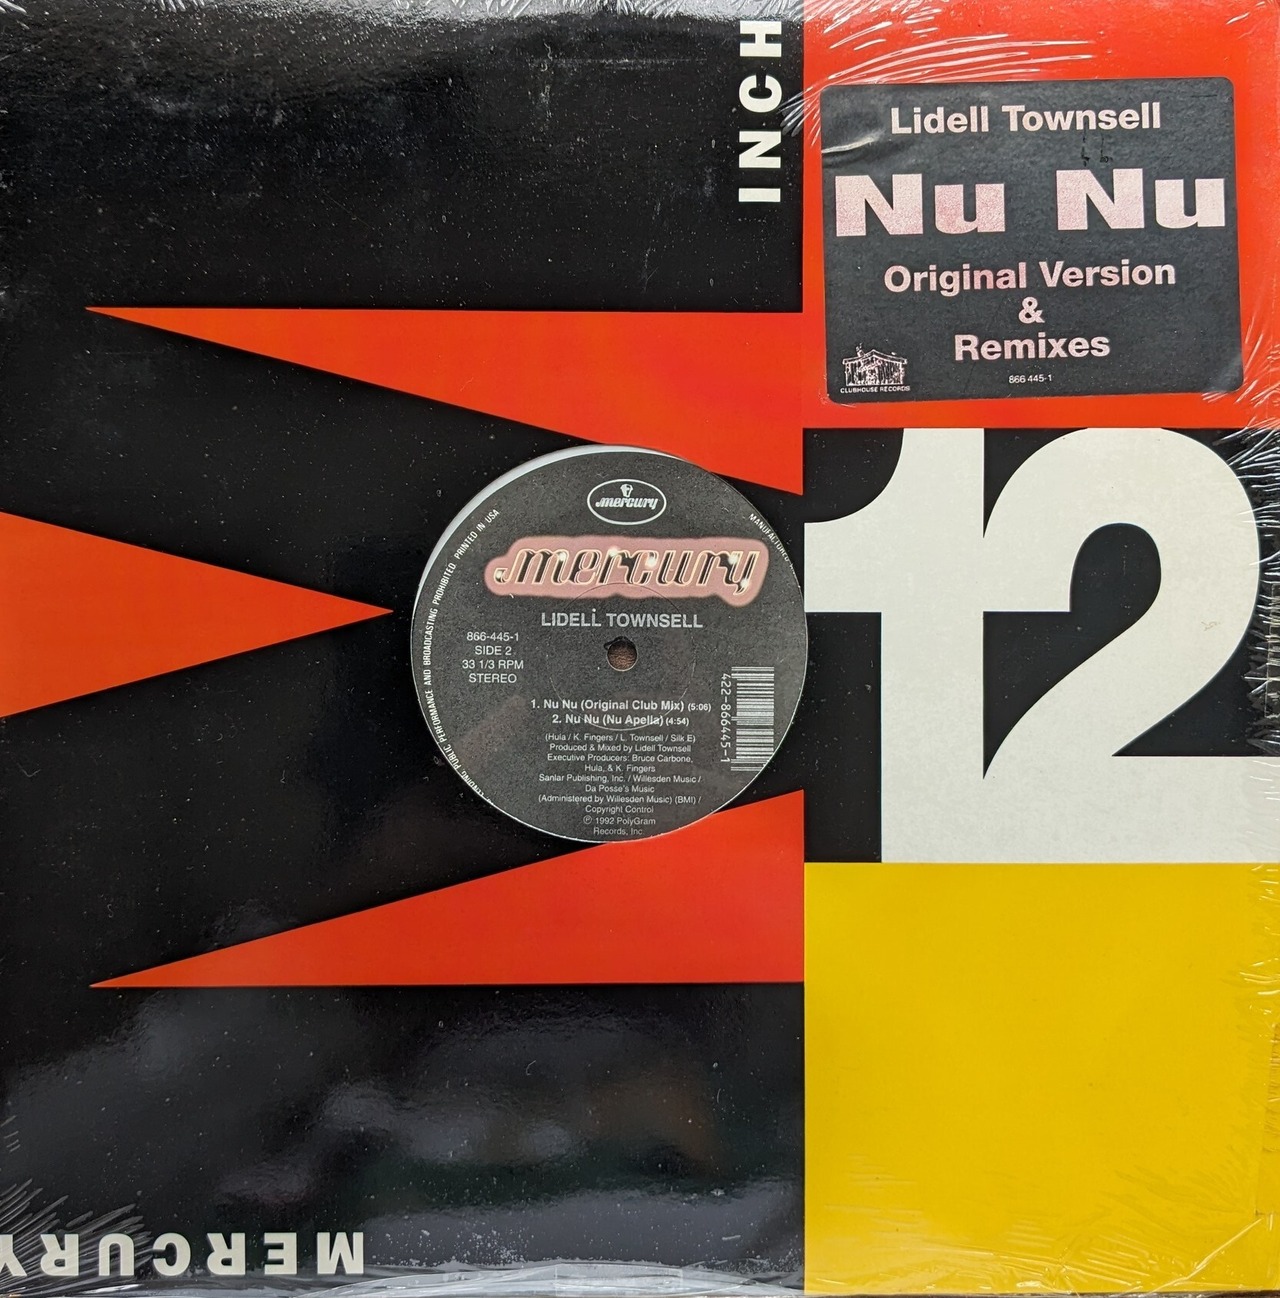 INCH
Lidell Townsell
Nu Nu
Original Version
&
Remixes
CLUBHOUSE RECORDS
866 445-1
12
mercury
mercury
LIDELL TOWNSELL
866-445-1
SIDE 2
33 1/3 RPM
STEREO
1. Nu Nu (Original Club Mix) (5:06)
2. Nu Nu (Nu Apella) (4:54)
(Hula / K. Fingers / L. Townsell / Silk E)
Produced & Mixed by Lidell Townsell
Executive Producers: Bruce Carbone,
Hula, & K. Fingers
Sanlar Publishing, Inc. / Willesden Music /
Da Posse's Music
(Administered by Willesden Music) (BMI) /
Copyright Control
℗ 1992 PolyGram
Records, Inc.
422-866445-1
PUBLIC PERFORMANCE AND BROADCASTING PROHIBITED. PRINTED IN USA
MANUFACTURED
MERCURY